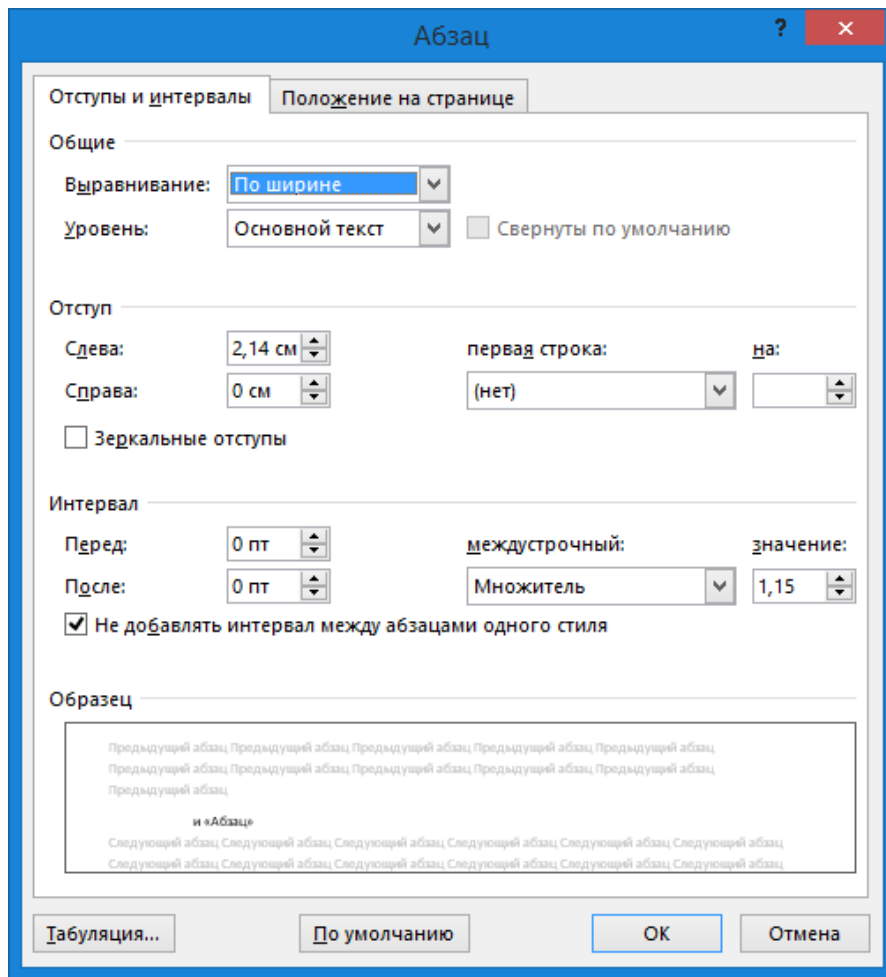 Абзац ?
Отступы и интервалы Положение на странице
Общие
Выравнивание: По ширине
Уровень: Основной текст Свернуты по умолчанию
Отступ
Слева: 2,14 см первая строка: на:
Справа: 0 см (нет)
Зеркальные отступы
Интервал
Перед: 0 пт междустрочный: значение:
После: 0 пт Множитель 1,15
Не добавлять интервал между абзацами одного стиля
Образец
Предыдущий абзац Предыдущий абзац Предыдущий абзац Предыдущий абзац Предыдущий абзац
Предыдущий абзац Предыдущий абзац Предыдущий абзац Предыдущий абзац Предыдущий абзац
Предыдущий абзац
и «Абзац»
Следующий абзац Следующий абзац Следующий абзац Следующий абзац Следующий абзац Следующий абзац
Следующий абзац Следующий абзац Следующий абзац Следующий абзац Следующий абзац Следующий абзац
Табуляция... По умолчанию ОК Отмена